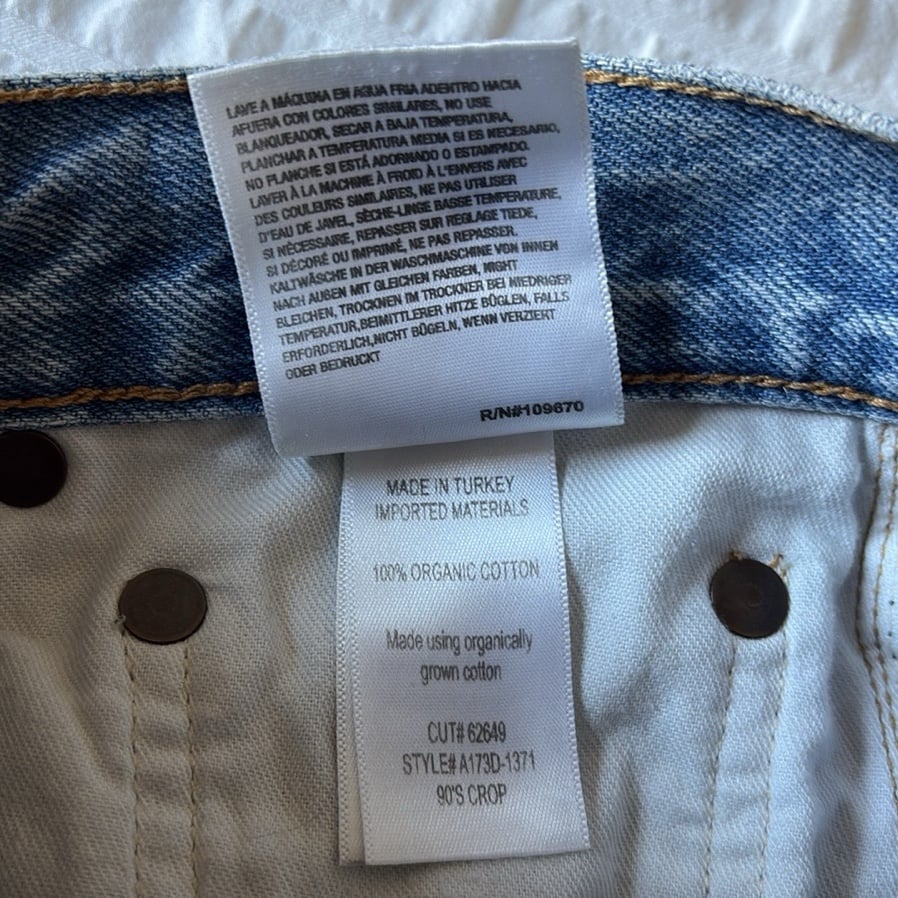 LAVE A MÁQUINA EN AGUA FRIA ADENTRO HACIA
AFUERA CON COLORES SIMILARES, NO USE
BLANQUEADOR, SECAR A BAJA TEMPERATURA,
PLANCHAR A TEMPERATURA MEDIA SI ES NECESARIO,
NO PLANCHE SI ESTÁ ADORNADO O ESTAMPADO.
LAVER À LA MACHINE À FROID À L'ENVERS AVEC
DES COULEURS SIMILAIRES, NE PAS UTILISER
D'EAU DE JAVEL, SÈCHE-LINGE BASSE TEMPERATURE,
SI NÉCESSAIRE, REPASSER SUR REGLAGE TIEDE,
SI DÉCORÉ OU IMPRIMÉ, NE PAS REPASSER.
KALTWÄSCHE IN DER WASCHMASCHINE VON INNEN
NACH AUßEN MIT GLEICHEN FARBEN, NIGHT
BLEICHEN, TROCKNEN IM TROCKNER BEI NIEDRIGER
TEMPERATUR,BEIMITTLERER HITZE BÜGLEN, FALLS
ERFORDERLICH,NICHT BÜGELN, WENN VERZIERT
ODER BEDRUCKT
R/N#109670
MADE IN TURKEY
IMPORTED MATERIALS
100% ORGANIC COTTON
Made using organically
grown cotton
CUT# 62649
STYLE# A173D-1371
90'S CROP